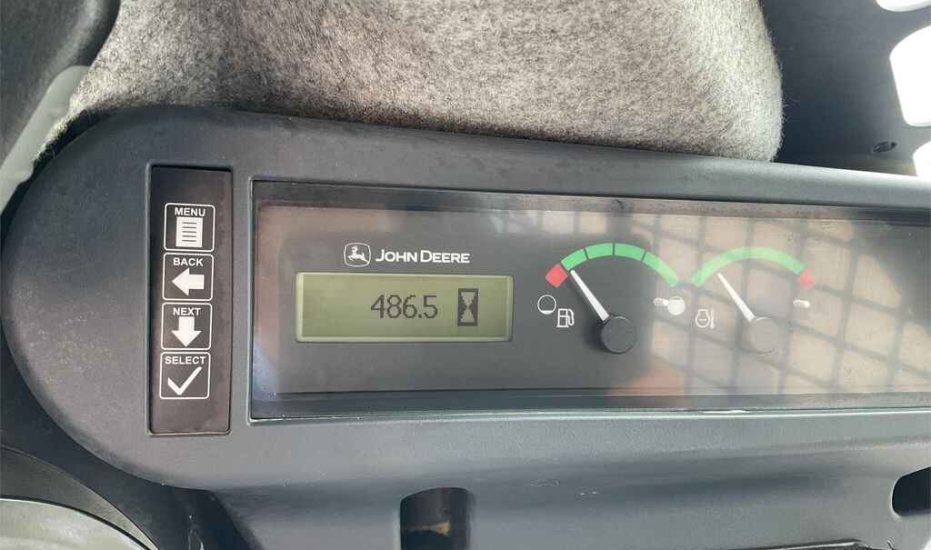 MENU
BACK
NEXT
SELECT
JOHN DEERE
486.5